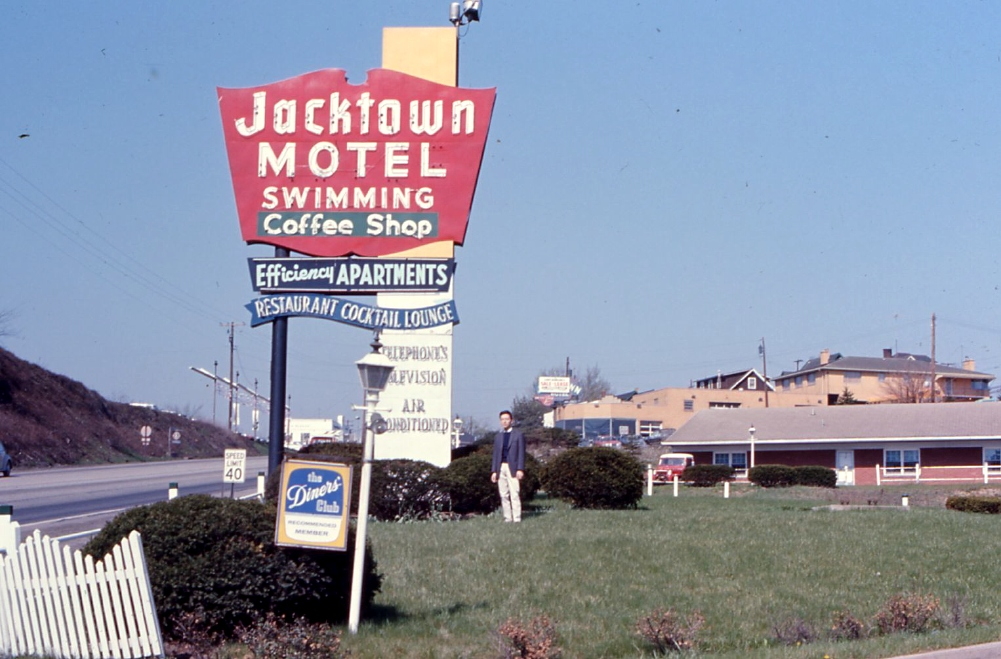 Jacktown
MOTEL
SWIMMING
Coffee Shop
Efficiency APARTMENTS
RESTAURANT COCKTAIL LOUNGE
TELEPHONE'S
TELEVISION
AIR
CONDITIONED
SPEED
LIMIT
40
the
Diners'
Club
RECOMMENDED
MEMBER